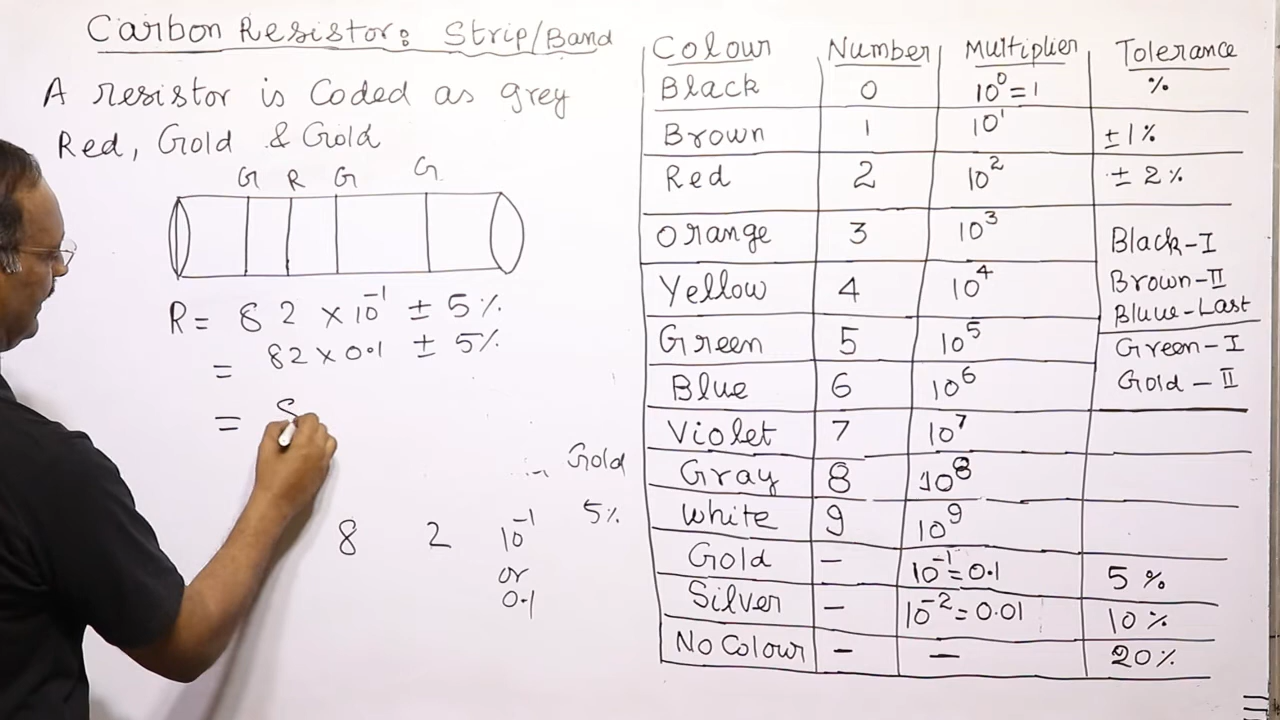 Carbon Resistor: Strip/Band
A resistor is Coded as grey
Red, Gold & Gold
G R G G
R = 82 × 10⁻¹ ± 5%
= 82 × 0.1 ± 5%
= 8
Gold
8 2 10⁻¹ 5%
or
0.1
Colour Number Multiplier Tolerance
Black 0 10⁰=1 %
Brown 1 10¹ ±1%
Red 2 10² ±2%
Orange 3 10³ Black-I
Yellow 4 10⁴ Brown-II
Bluue-Last
Green 5 10⁵ Green-I
Blue 6 10⁶ Gold-II
Violet 7 10⁷
Gray 8 10⁸
White 9 10⁹
Gold – 10⁻¹=0.1 5%
Silver – 10⁻²=0.01 10%
No Colour – – 20%